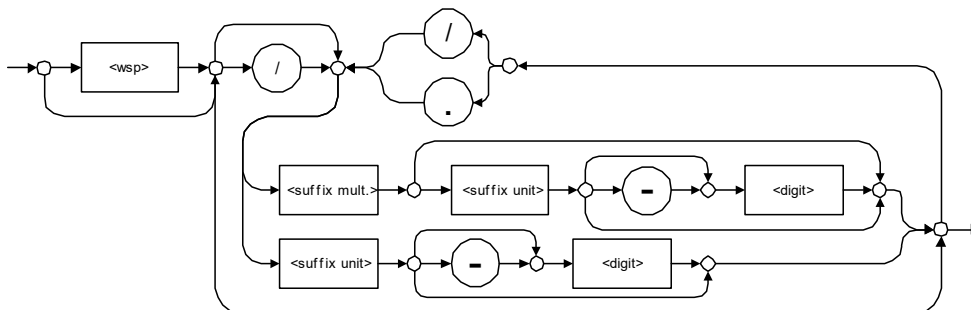 /
<wsp> /
.
<suffix mult.> <suffix unit> - <digit>
<suffix unit> - <digit>